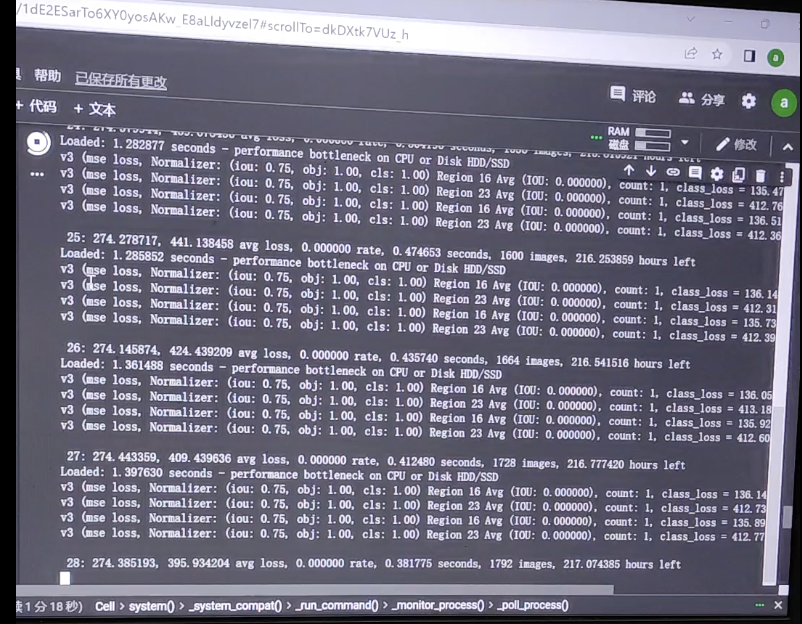 /1dE2ESarTo6XY0yosAKw_E8aLldyvzel7#scrollTo=dkDXtk7VUz_h
a
帮助 已保存所有更改
评论 分享 a
+ 代码 + 文本
RAM
磁盘
修改
Loaded: 1.282877 seconds - performance bottleneck on CPU or Disk HDD/SSD
v3 (mse loss, Normalizer: (iou: 0.75, obj: 1.00, cls: 1.00) Region 16 Avg (IOU: 0.000000), count: 1, class_loss = 135.47
v3 (mse loss, Normalizer: (iou: 0.75, obj: 1.00, cls: 1.00) Region 23 Avg (IOU: 0.000000), count: 1, class_loss = 412.76
v3 (mse loss, Normalizer: (iou: 0.75, obj: 1.00, cls: 1.00) Region 16 Avg (IOU: 0.000000), count: 1, class_loss = 136.51
v3 (mse loss, Normalizer: (iou: 0.75, obj: 1.00, cls: 1.00) Region 23 Avg (IOU: 0.000000), count: 1, class_loss = 412.36
25: 274.278717, 441.138458 avg loss, 0.000000 rate, 0.474653 seconds, 1600 images, 216.253859 hours left
Loaded: 1.285852 seconds - performance bottleneck on CPU or Disk HDD/SSD
v3 (mse loss, Normalizer: (iou: 0.75, obj: 1.00, cls: 1.00) Region 16 Avg (IOU: 0.000000), count: 1, class_loss = 136.14
v3 (mse loss, Normalizer: (iou: 0.75, obj: 1.00, cls: 1.00) Region 23 Avg (IOU: 0.000000), count: 1, class_loss = 412.31
v3 (mse loss, Normalizer: (iou: 0.75, obj: 1.00, cls: 1.00) Region 16 Avg (IOU: 0.000000), count: 1, class_loss = 135.73
v3 (mse loss, Normalizer: (iou: 0.75, obj: 1.00, cls: 1.00) Region 23 Avg (IOU: 0.000000), count: 1, class_loss = 412.39
26: 274.145874, 424.439209 avg loss, 0.000000 rate, 0.435740 seconds, 1664 images, 216.541516 hours left
Loaded: 1.361488 seconds - performance bottleneck on CPU or Disk HDD/SSD
v3 (mse loss, Normalizer: (iou: 0.75, obj: 1.00, cls: 1.00) Region 16 Avg (IOU: 0.000000), count: 1, class_loss = 136.05
v3 (mse loss, Normalizer: (iou: 0.75, obj: 1.00, cls: 1.00) Region 23 Avg (IOU: 0.000000), count: 1, class_loss = 413.18
v3 (mse loss, Normalizer: (iou: 0.75, obj: 1.00, cls: 1.00) Region 16 Avg (IOU: 0.000000), count: 1, class_loss = 135.92
v3 (mse loss, Normalizer: (iou: 0.75, obj: 1.00, cls: 1.00) Region 23 Avg (IOU: 0.000000), count: 1, class_loss = 412.60
27: 274.443359, 409.439636 avg loss, 0.000000 rate, 0.412480 seconds, 1728 images, 216.777420 hours left
Loaded: 1.397630 seconds - performance bottleneck on CPU or Disk HDD/SSD
v3 (mse loss, Normalizer: (iou: 0.75, obj: 1.00, cls: 1.00) Region 16 Avg (IOU: 0.000000), count: 1, class_loss = 136.14
v3 (mse loss, Normalizer: (iou: 0.75, obj: 1.00, cls: 1.00) Region 23 Avg (IOU: 0.000000), count: 1, class_loss = 412.73
v3 (mse loss, Normalizer: (iou: 0.75, obj: 1.00, cls: 1.00) Region 16 Avg (IOU: 0.000000), count: 1, class_loss = 135.89
v3 (mse loss, Normalizer: (iou: 0.75, obj: 1.00, cls: 1.00) Region 23 Avg (IOU: 0.000000), count: 1, class_loss = 412.77
28: 274.385193, 395.934204 avg loss, 0.000000 rate, 0.381775 seconds, 1792 images, 217.074385 hours left
1 分 18 秒) Cell > system() > _system_compat() > _run_command() > _monitor_process() > _poll_process()